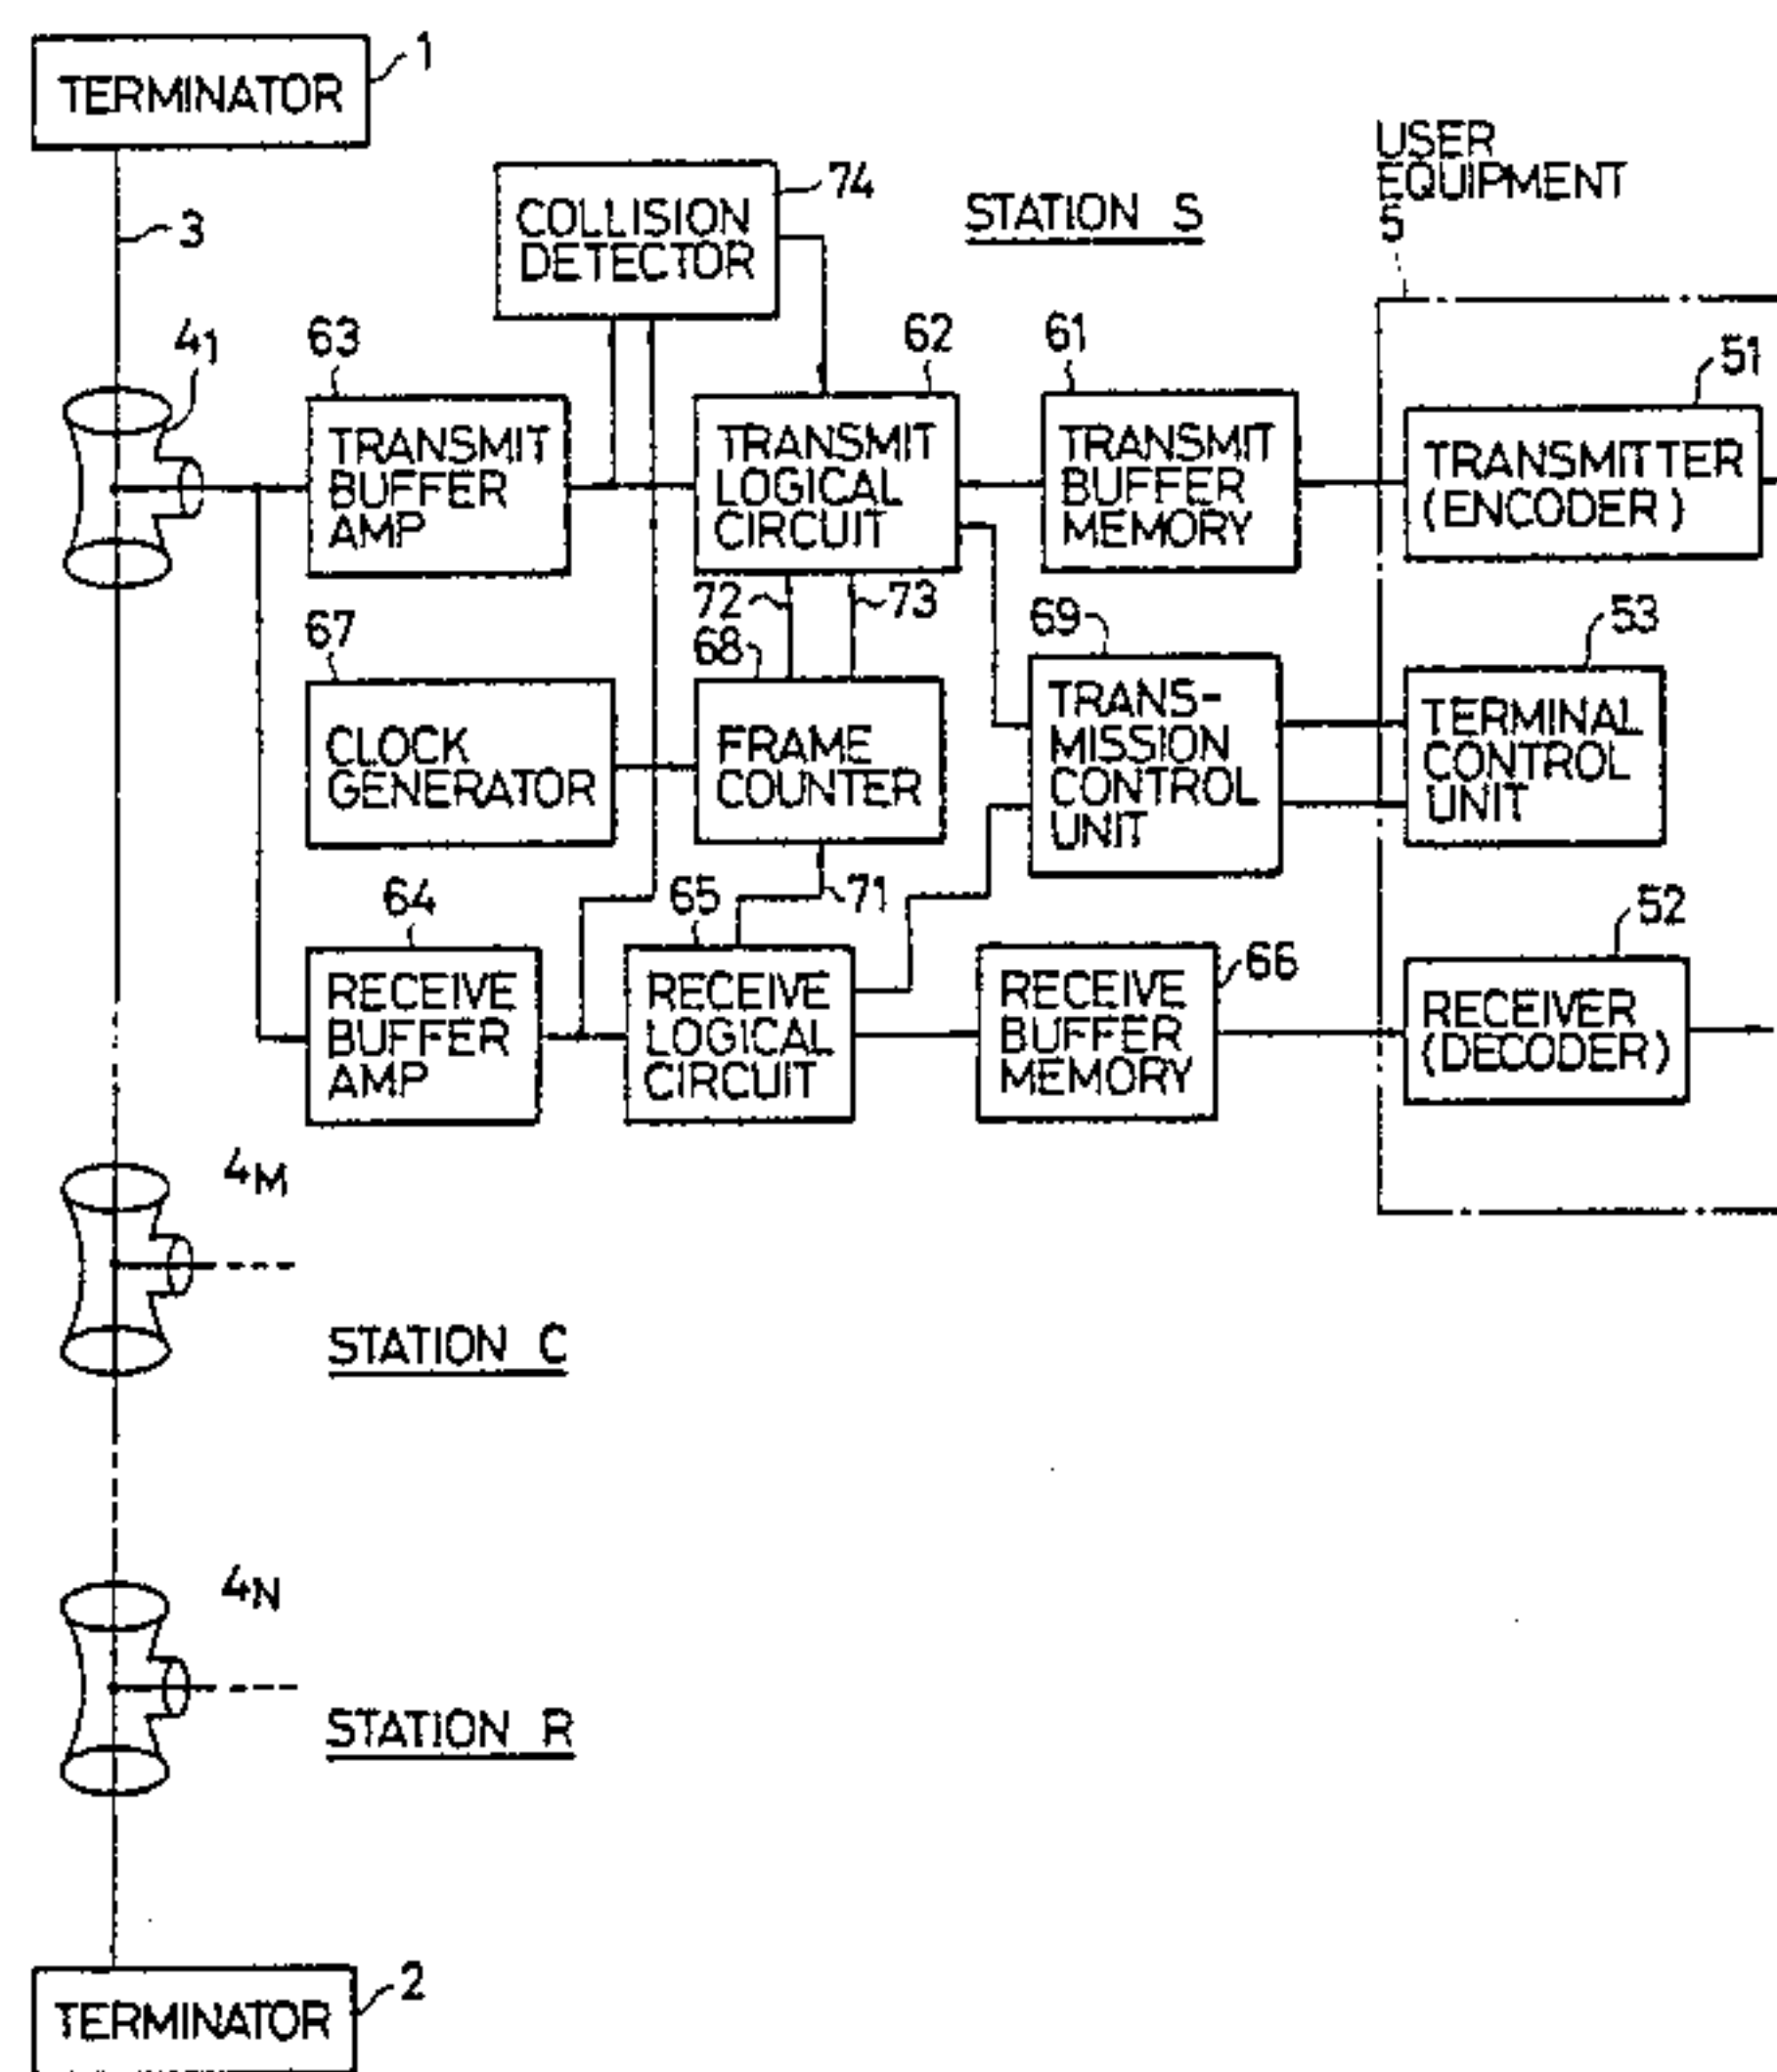 TERMINATOR
1
3
COLLISION
DETECTOR
74
STATION S
USER
EQUIPMENT
5
41
63
TRANSMIT
BUFFER
AMP
62
TRANSMIT
LOGICAL
CIRCUIT
61
TRANSMIT
BUFFER
MEMORY
51
TRANSMITTER
(ENCODER)
72
73
67
CLOCK
GENERATOR
68
FRAME
COUNTER
69
TRANS-
MISSION
CONTROL
UNIT
53
TERMINAL
CONTROL
UNIT
71
64
RECEIVE
BUFFER
AMP
65
RECEIVE
LOGICAL
CIRCUIT
66
RECEIVE
BUFFER
MEMORY
52
RECEIVER
(DECODER)
4M
STATION C
4N
STATION R
2
TERMINATOR